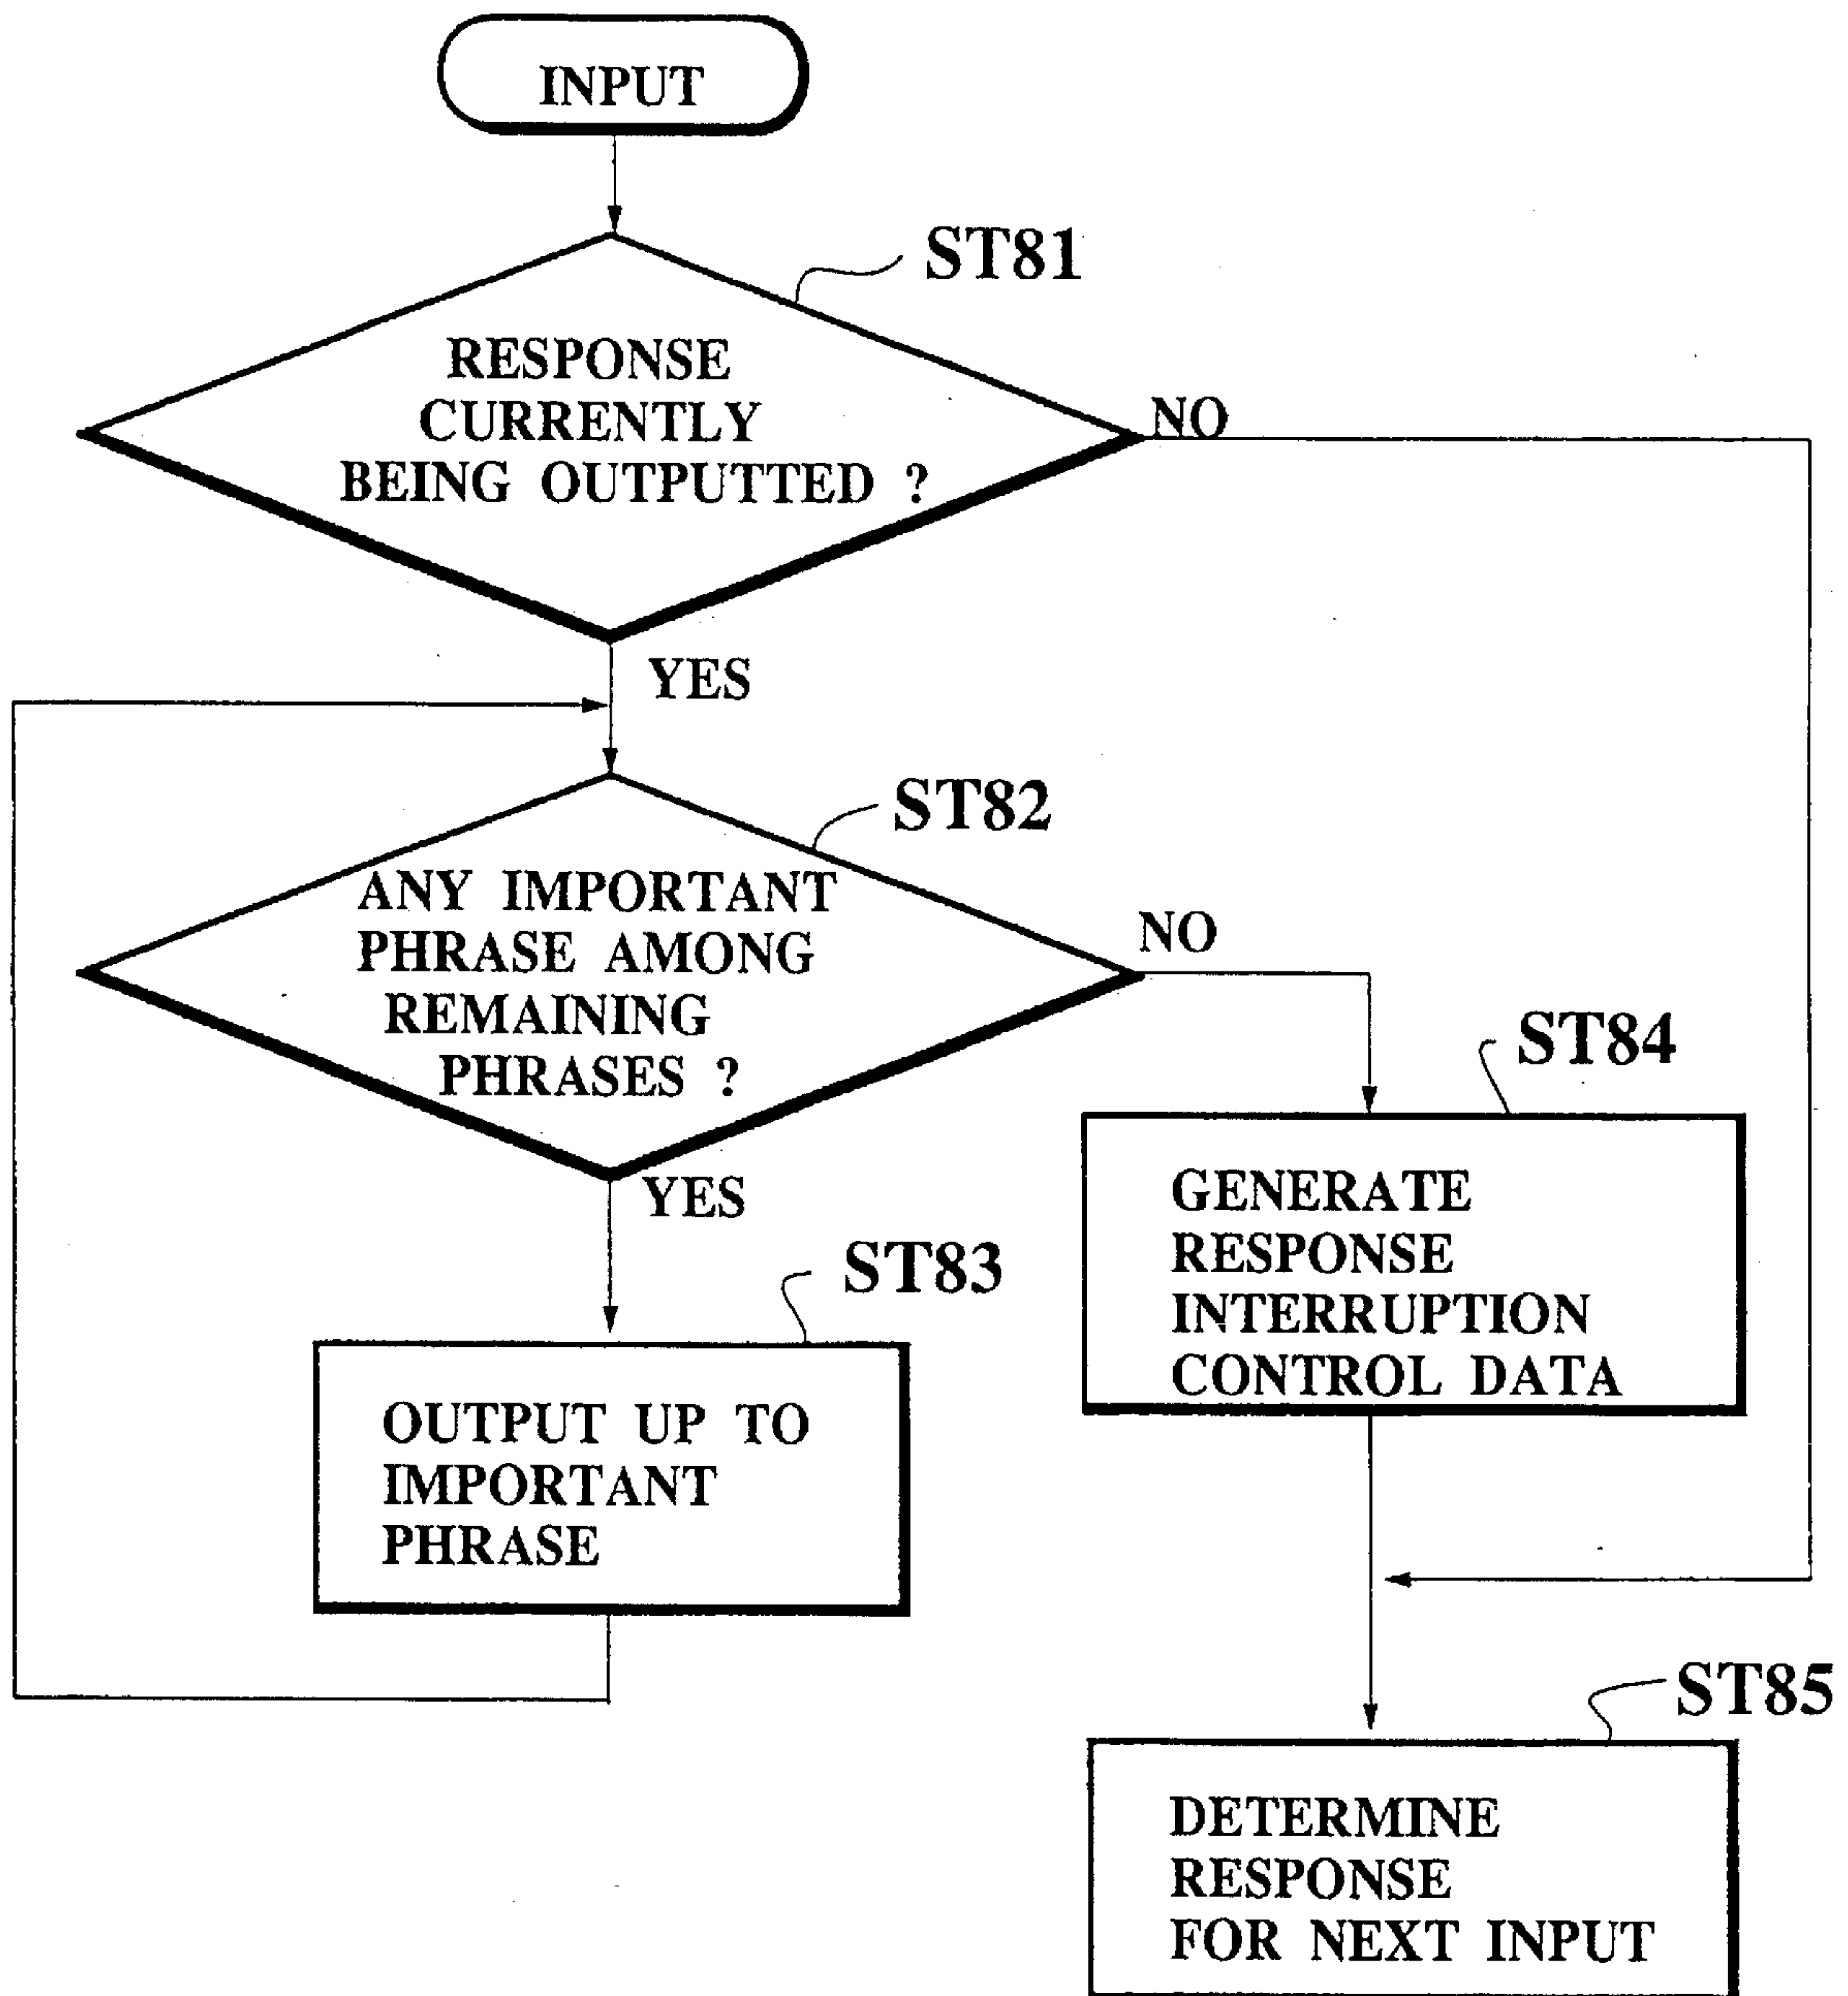 INPUT
ST81
RESPONSE
CURRENTLY
BEING OUTPUTTED ?
NO
YES
ST82
ANY IMPORTANT
PHRASE AMONG
REMAINING
PHRASES ?
NO
YES
ST84
GENERATE
RESPONSE
INTERRUPTION
CONTROL DATA
ST83
OUTPUT UP TO
IMPORTANT
PHRASE
ST85
DETERMINE
RESPONSE
FOR NEXT INPUT